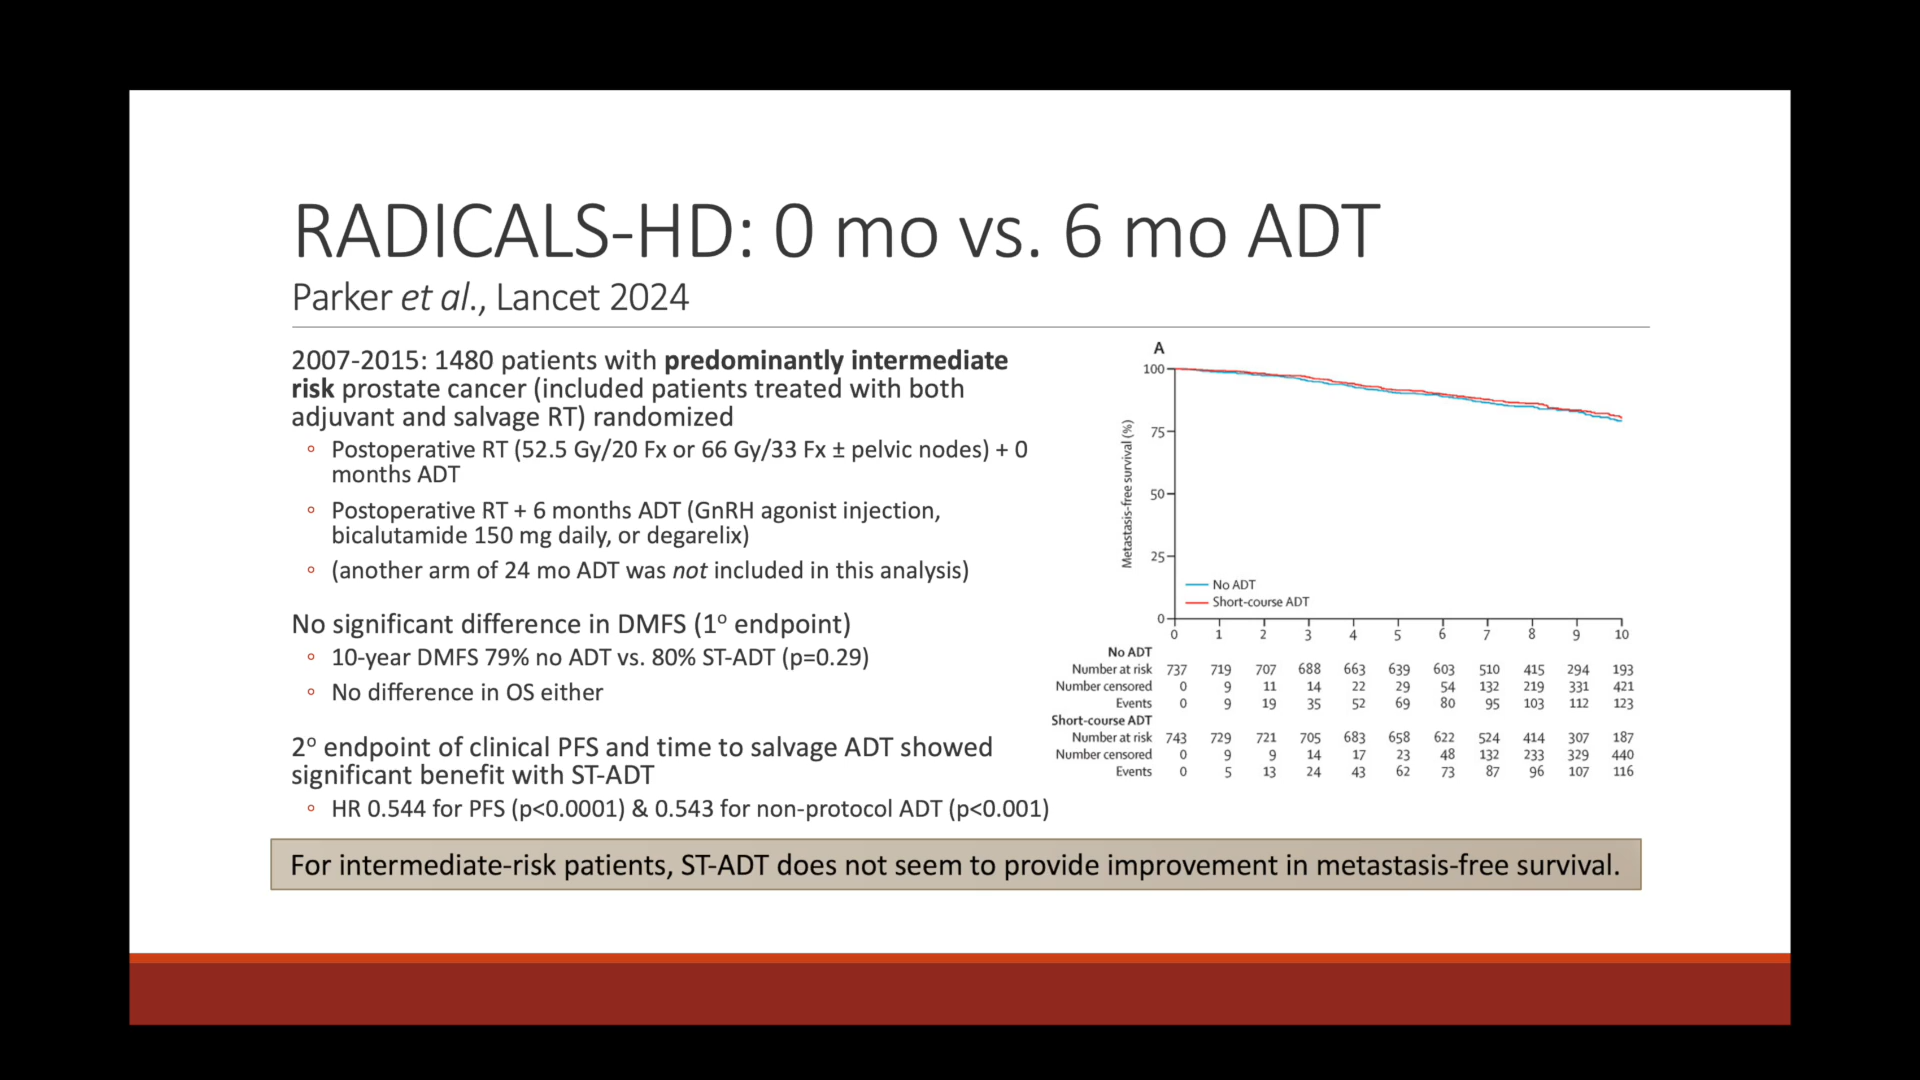 RADICALS-HD: 0 mo vs. 6 mo ADT
Parker et al., Lancet 2024
2007-2015: 1480 patients with predominantly intermediate
risk prostate cancer (included patients treated with both
adjuvant and salvage RT) randomized
◦ Postoperative RT (52.5 Gy/20 Fx or 66 Gy/33 Fx ± pelvic nodes) + 0
months ADT
◦ Postoperative RT + 6 months ADT (GnRH agonist injection,
bicalutamide 150 mg daily, or degarelix)
◦ (another arm of 24 mo ADT was not included in this analysis)
No significant difference in DMFS (1º endpoint)
◦ 10-year DMFS 79% no ADT vs. 80% ST-ADT (p=0.29)
◦ No difference in OS either
2º endpoint of clinical PFS and time to salvage ADT showed
significant benefit with ST-ADT
◦ HR 0.544 for PFS (p<0.0001) & 0.543 for non-protocol ADT (p<0.001)
A
Metastasis-free survival (%)
100
75
50
25
0
No ADT
Short-course ADT
0 1 2 3 4 5 6 7 8 9 10
No ADT
Number at risk 737 719 707 688 663 639 603 510 415 294 193
Number censored 0 9 11 14 22 29 54 132 219 331 421
Events 0 9 19 35 52 69 80 95 103 112 123
Short-course ADT
Number at risk 743 729 721 705 683 658 622 524 414 307 187
Number censored 0 9 9 14 17 23 48 132 233 329 440
Events 0 5 13 24 43 62 73 87 96 107 116
For intermediate-risk patients, ST-ADT does not seem to provide improvement in metastasis-free survival.